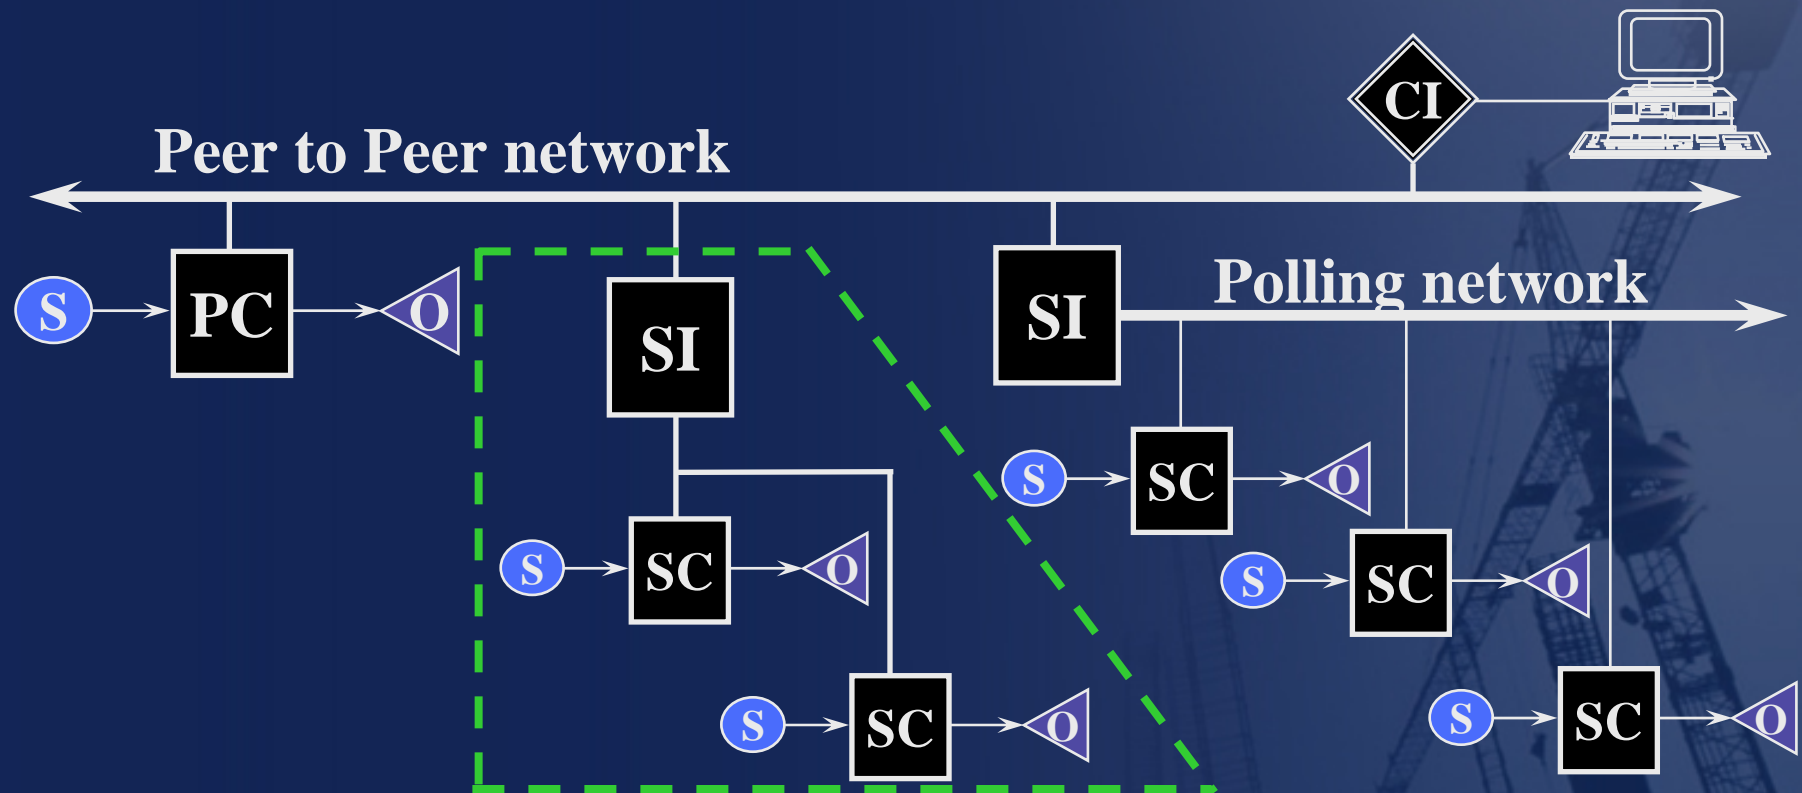 CI
Peer to Peer network
S
PC
O
SI
SI
Polling network
S
SC
O
S
SC
O
S
SC
O
S
SC
O
S
SC
O